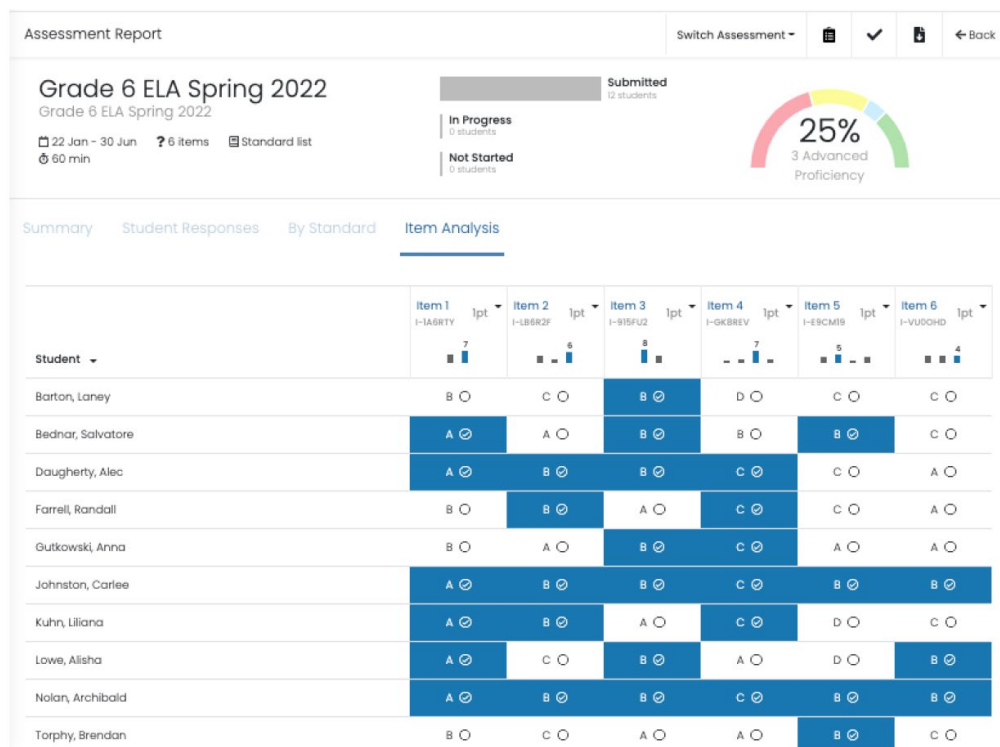 Assessment Report
Switch Assessment
Back
Grade 6 ELA Spring 2022
Grade 6 ELA Spring 2022
22 Jan - 30 Jun ? 6 items Standard list
60 min
Submitted
12 students
In Progress
0 students
Not Started
0 students
25%
3 Advanced
Proficiency
Summary Student Responses By Standard Item Analysis
Item 1 1pt Item 2 1pt Item 3 1pt Item 4 1pt Item 5 1pt Item 6 1pt
I-1A6RTY I-LB6R2F I-915FU2 I-GK8REV I-E9CM19 I-VU0OHD
7 6 8 7 5 4
Student
Barton, Laney B C B D C C
Bednar, Salvatore A A B B B C
Daugherty, Alec A B B C C A
Farrell, Randall B B A C C A
Gutkowski, Anna B A B C A A
Johnston, Carlee A B B C B B
Kuhn, Liliana A B A C D C
Lowe, Alisha A C B A D B
Nolan, Archibald A B B C B B
Torphy, Brendan B C A A B C